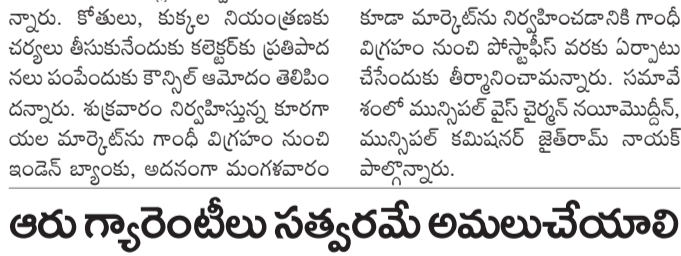 న్నారు. కోతులు, కుక్కల నియంత్రణకు
చర్యలు తీసుకునేందుకు కలెక్టర్‌కు ప్రతిపాద
నలు పంపేందుకు కౌన్సిల్ ఆమోదం తెలిపిం
దన్నారు. శుక్రవారం నిర్వహిస్తున్న కూరగా
యల మార్కెట్‌ను గాంధీ విగ్రహం నుంచి
ఇండెన్ బ్యాంకు, అదనంగా మంగళవారం
కూడా మార్కెట్‌ను నిర్వహించడానికి గాంధీ
విగ్రహం నుంచి పోస్టాఫీస్ వరకు ఏర్పాటు
చేసేందుకు తీర్మానించామన్నారు. సమావే
శంలో మున్సిపల్ వైస్ చైర్మన్ నయీమొద్దీన్,
మున్సిపల్ కమిషనర్ జైత్‌రామ్ నాయక్
పాల్గొన్నారు.
ఆరు గ్యారెంటీలు సత్వరమే అమలుచేయాలి